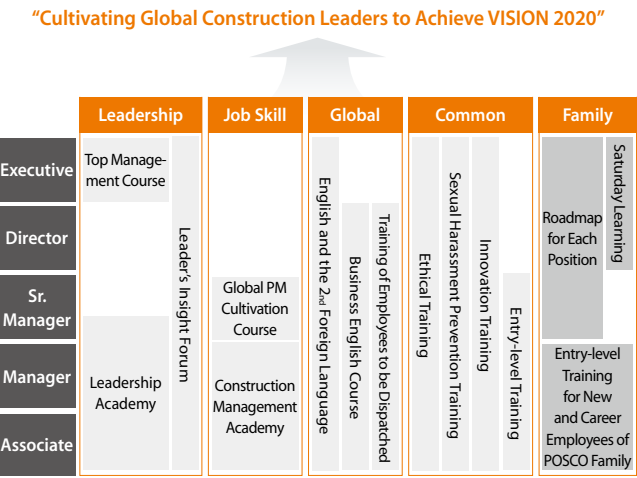 “Cultivating Global Construction Leaders to Achieve VISION 2020”
Leadership
Job Skill
Global
Common
Family
Executive
Director
Sr.
Manager
Manager
Associate
Top Manage-
ment Course
Leadership
Academy
Leader's Insight Forum
Global PM
Cultivation
Course
Construction
Management
Academy
English and the 2nd Foreign Language
Business English Course
Training of Employees to be Dispatched
Ethical Training
Sexual Harassment Prevention Training
Innovation Training
Entry-level Training
Roadmap
for Each
Position
Saturday Learning
Entry-level
Training
for New
and Career
Employees of
POSCO Family